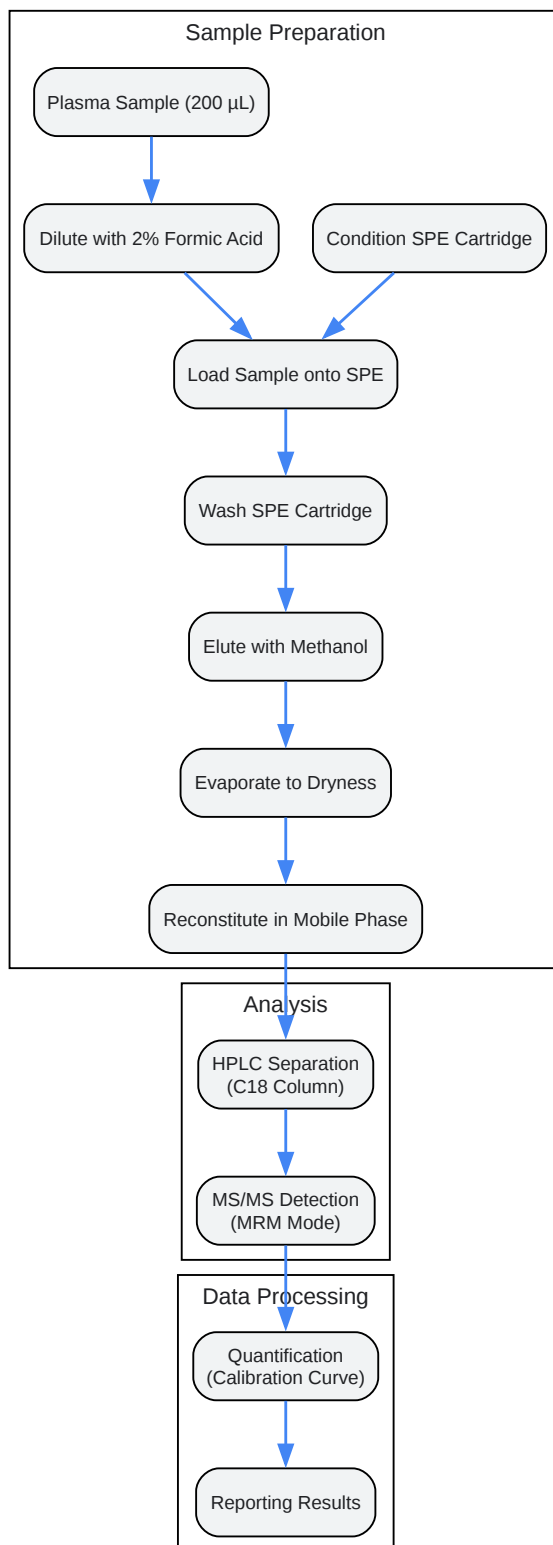 Sample Preparation
Plasma Sample (200 µL)
Dilute with 2% Formic Acid
Condition SPE Cartridge
Load Sample onto SPE
Wash SPE Cartridge
Elute with Methanol
Evaporate to Dryness
Reconstitute in Mobile Phase
Analysis
HPLC Separation
(C18 Column)
MS/MS Detection
(MRM Mode)
Data Processing
Quantification
(Calibration Curve)
Reporting Results